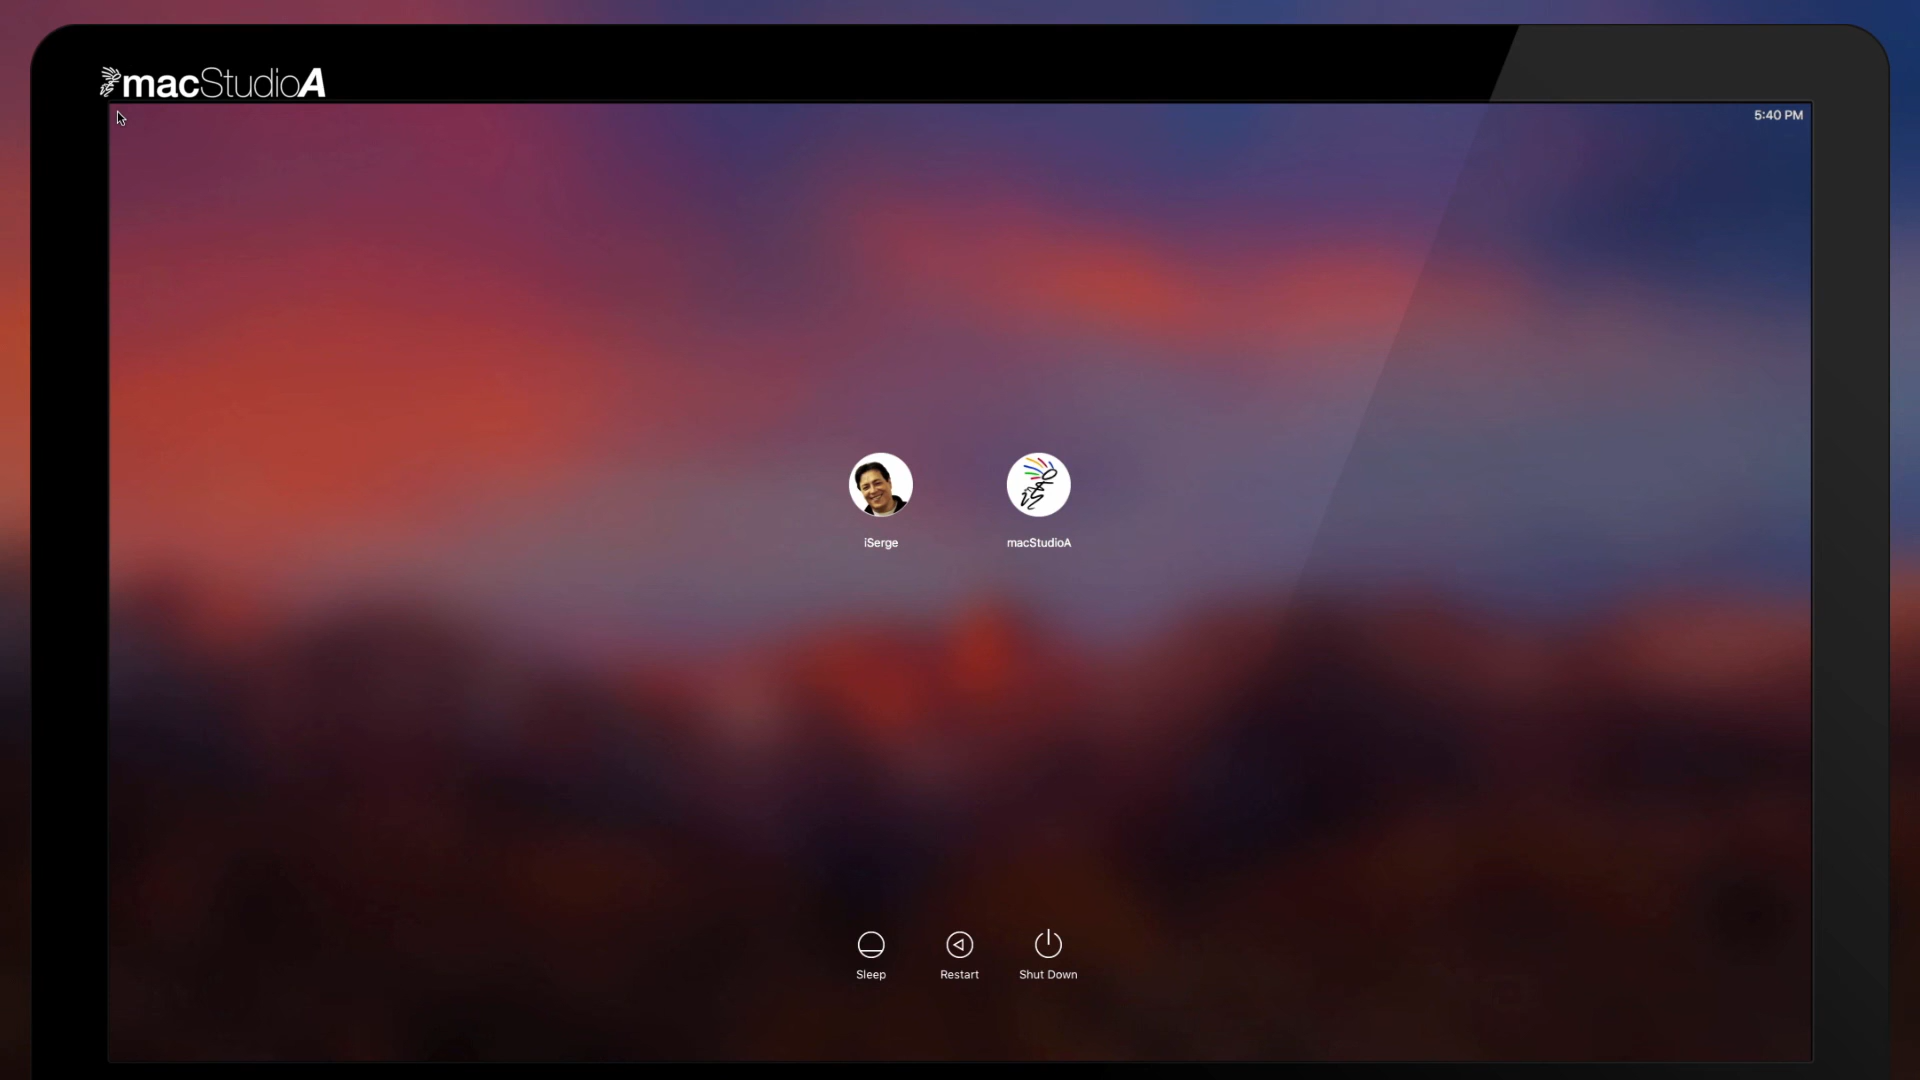 macStudioA
5:40 PM
iSerge
macStudioA
Sleep
Restart
Shut Down